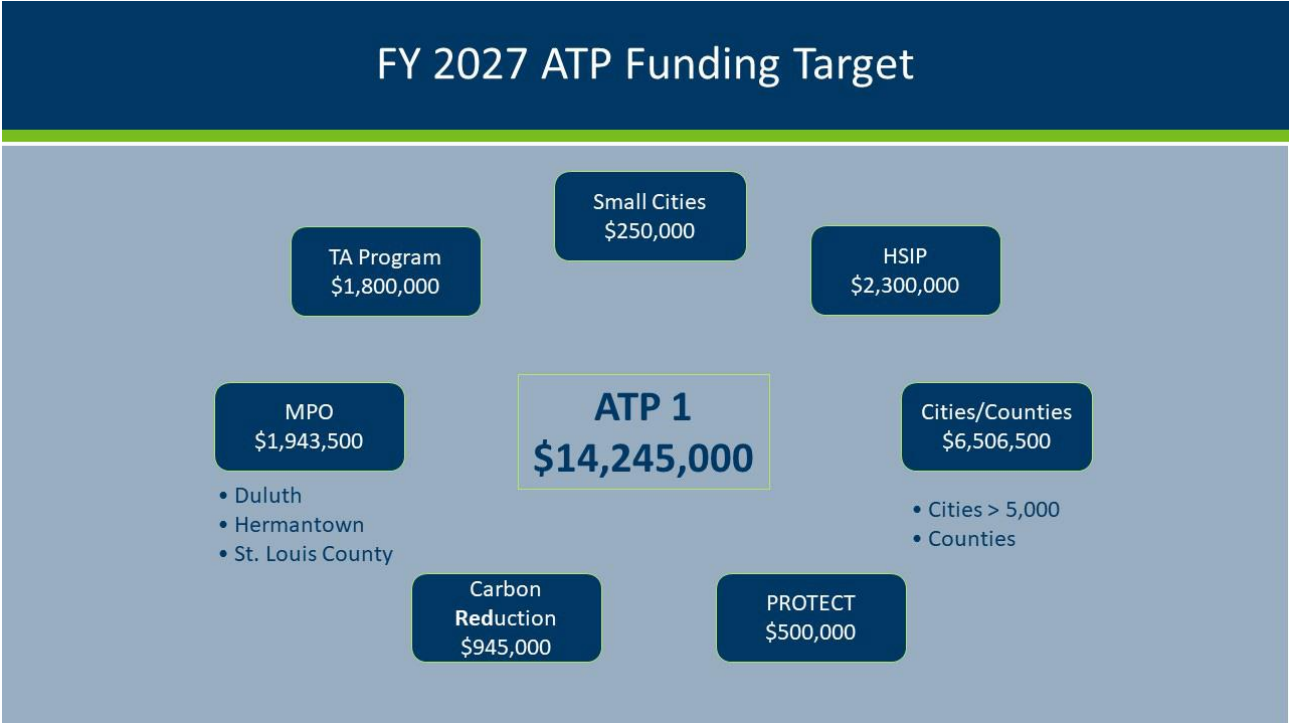 FY 2027 ATP Funding Target
Small Cities
$250,000
TA Program
$1,800,000
HSIP
$2,300,000
MPO
$1,943,500
• Duluth
• Hermantown
• St. Louis County
ATP 1
$14,245,000
Cities/Counties
$6,506,500
• Cities > 5,000
• Counties
Carbon
Reduction
$945,000
PROTECT
$500,000